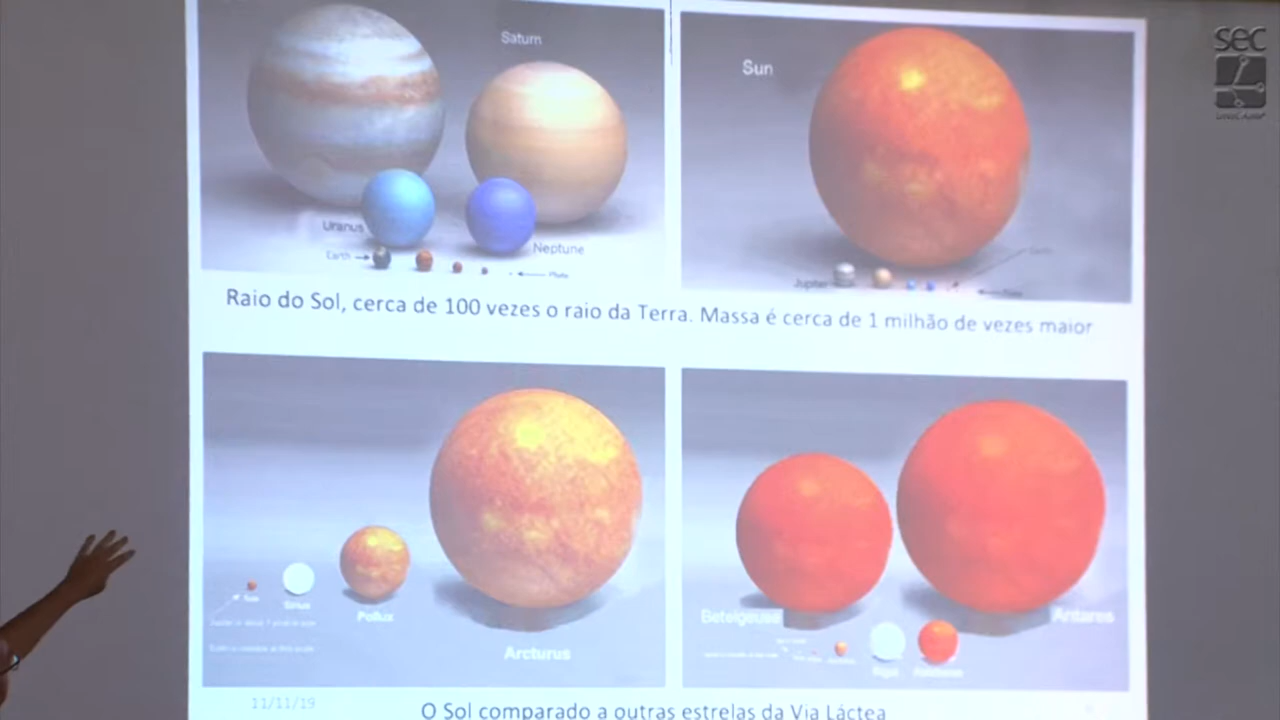 sec
Saturn
Sun
Uranus
Neptune
Earth
Jupiter
Raio do Sol, cerca de 100 vezes o raio da Terra. Massa é cerca de 1 milhão de vezes maior
Sirius
Pollux
Arcturus
Betelgeuse
Antares
Rigel
11/11/19
O Sol comparado a outras estrelas da Via Láctea